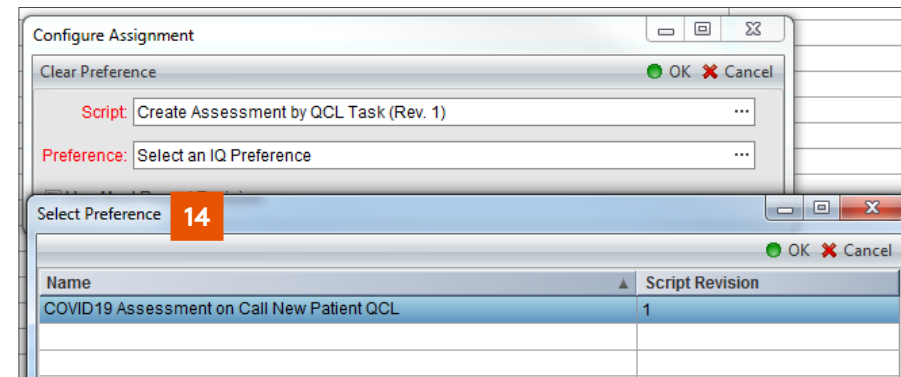 Configure Assignment
Clear Preference OK Cancel
Script: Create Assessment by QCL Task (Rev. 1) ...
Preference: Select an IQ Preference ...
Select Preference 14
OK Cancel
Name Script Revision
COVID19 Assessment on Call New Patient QCL 1